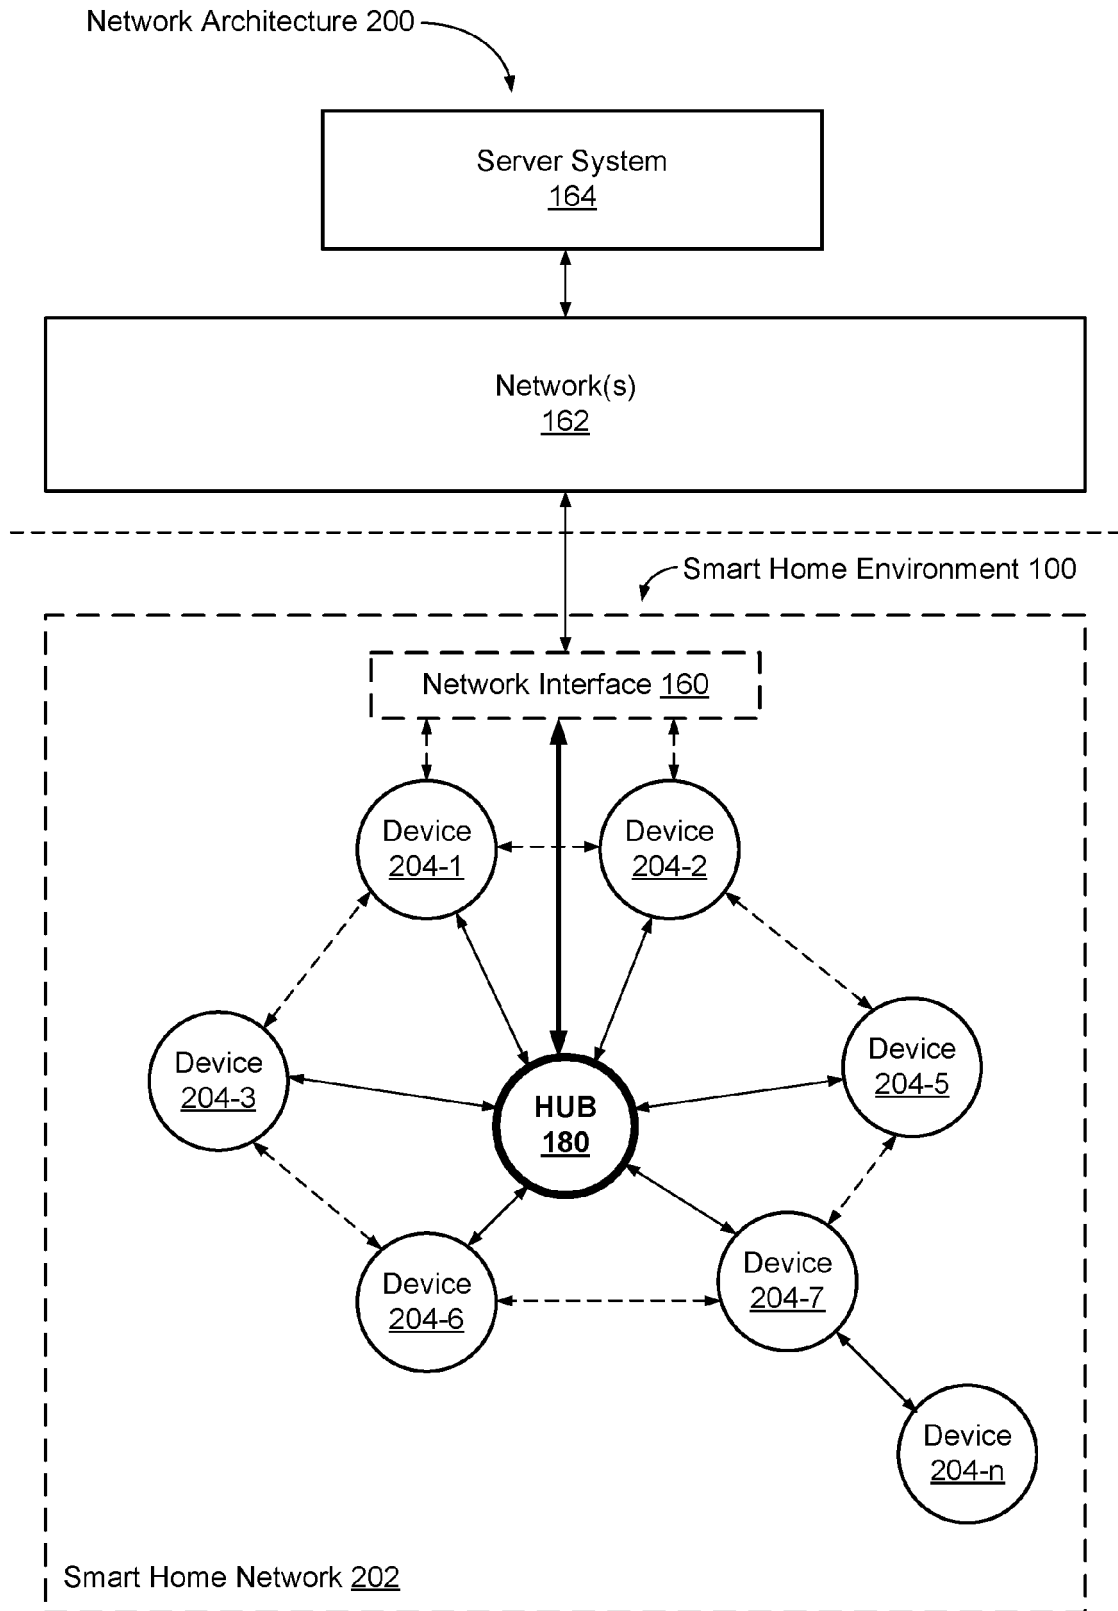 Network Architecture 200
Server System
164
Network(s)
162
Smart Home Environment 100
Network Interface 160
Device
204-1
Device
204-2
Device
204-3
Device
204-5
HUB
180
Device
204-6
Device
204-7
Device
204-n
Smart Home Network 202